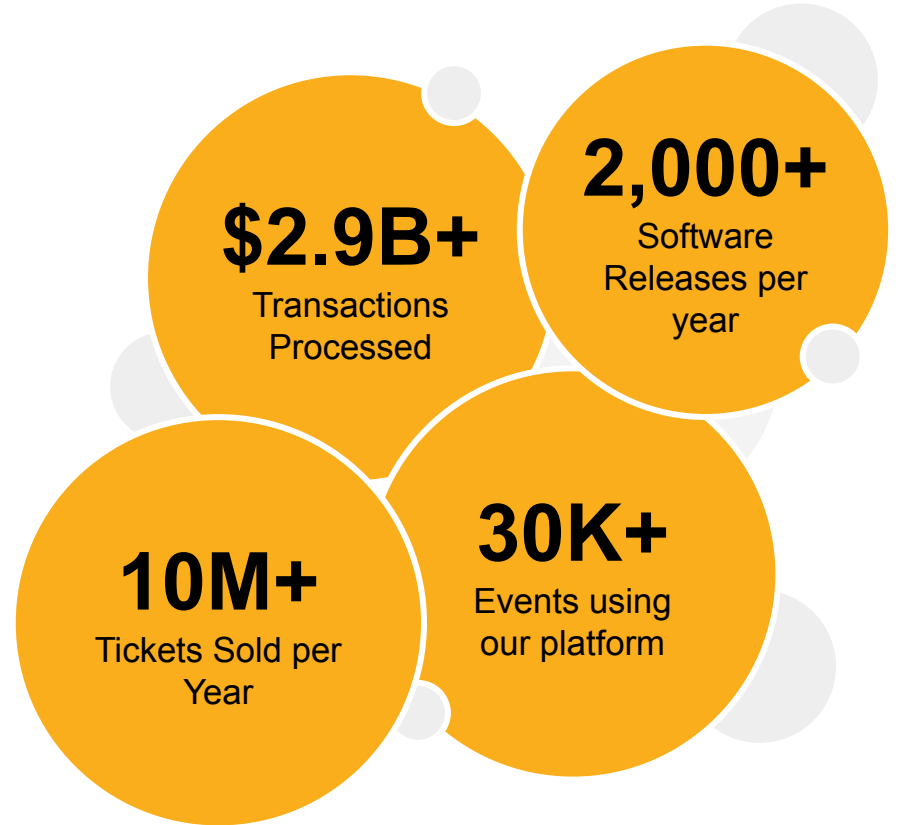 $2.9B+
Transactions
Processed
2,000+
Software
Releases per
year
10M+
Tickets Sold per
Year
30K+
Events using
our platform